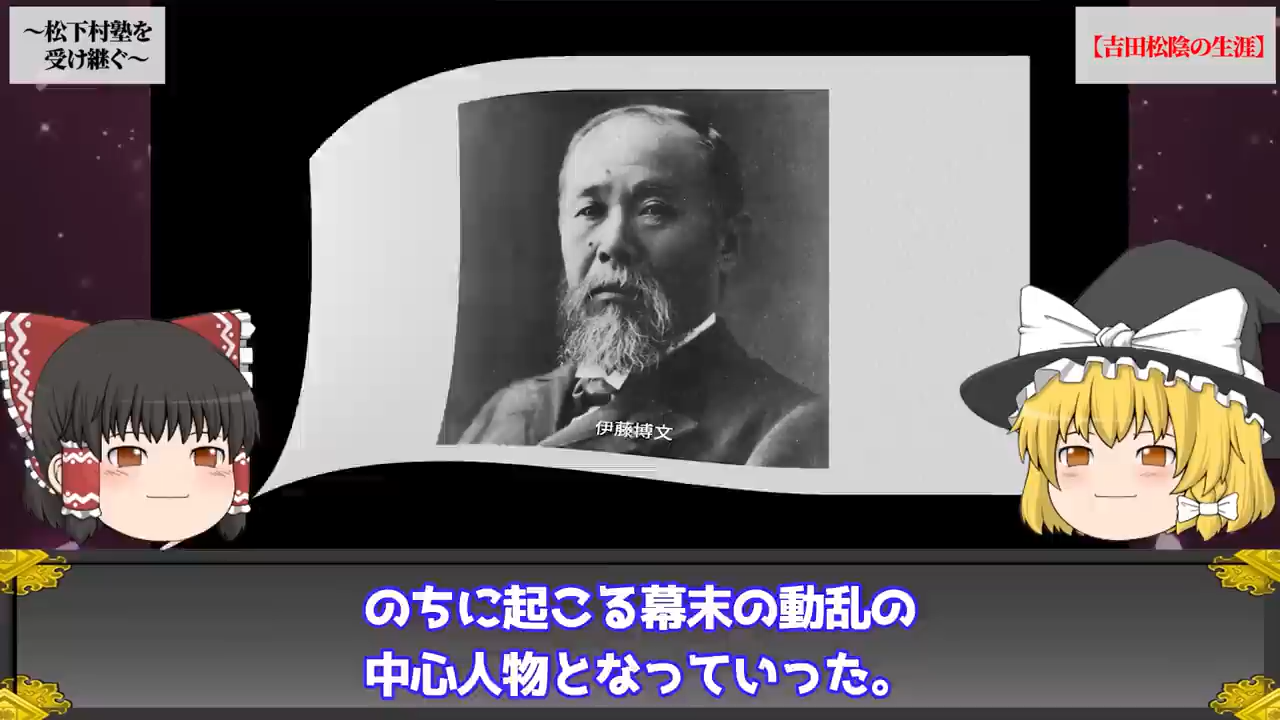 ～松下村塾を
受け継ぐ～
【吉田松陰の生涯】
伊藤博文
のちに起こる幕末の動乱の
中心人物となっていった。